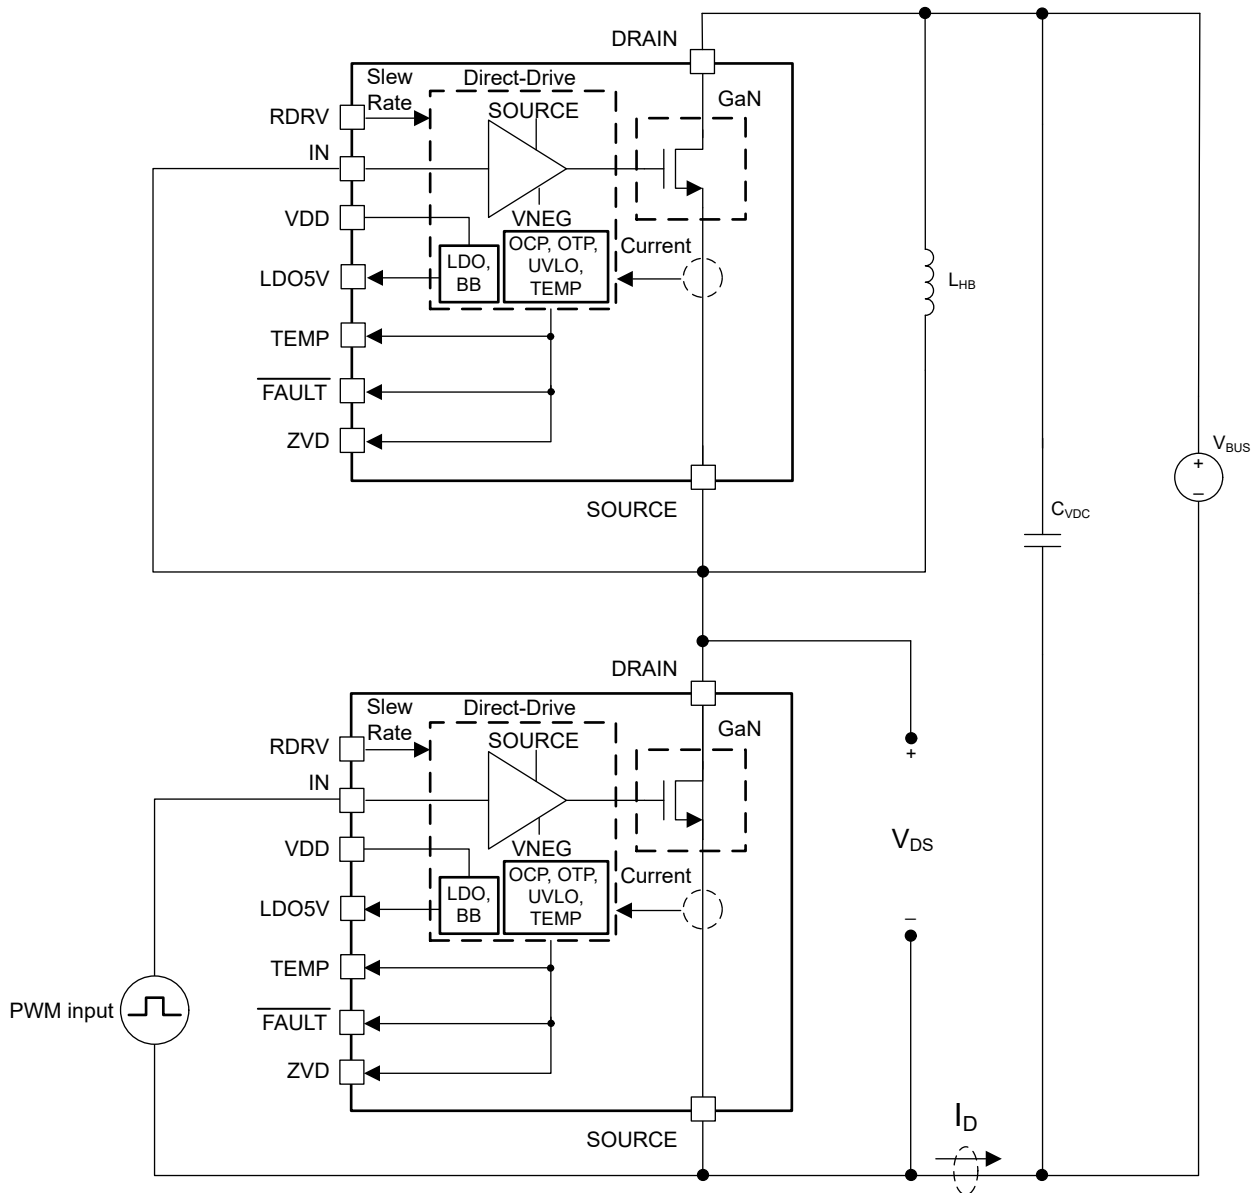 DRAIN
Slew
Rate
Direct-Drive
SOURCE
GaN
RDRV
IN
VDD
VNEG
LDO5V
LDO,
BB
OCP, OTP,
UVLO,
TEMP
Current
TEMP
FAULT
ZVD
SOURCE
LHB
CVDC
VBUS
+
–
DRAIN
Slew
Rate
Direct-Drive
SOURCE
GaN
RDRV
IN
VDD
VNEG
LDO5V
LDO,
BB
OCP, OTP,
UVLO,
TEMP
Current
TEMP
FAULT
ZVD
SOURCE
PWM input
+
VDS
–
ID